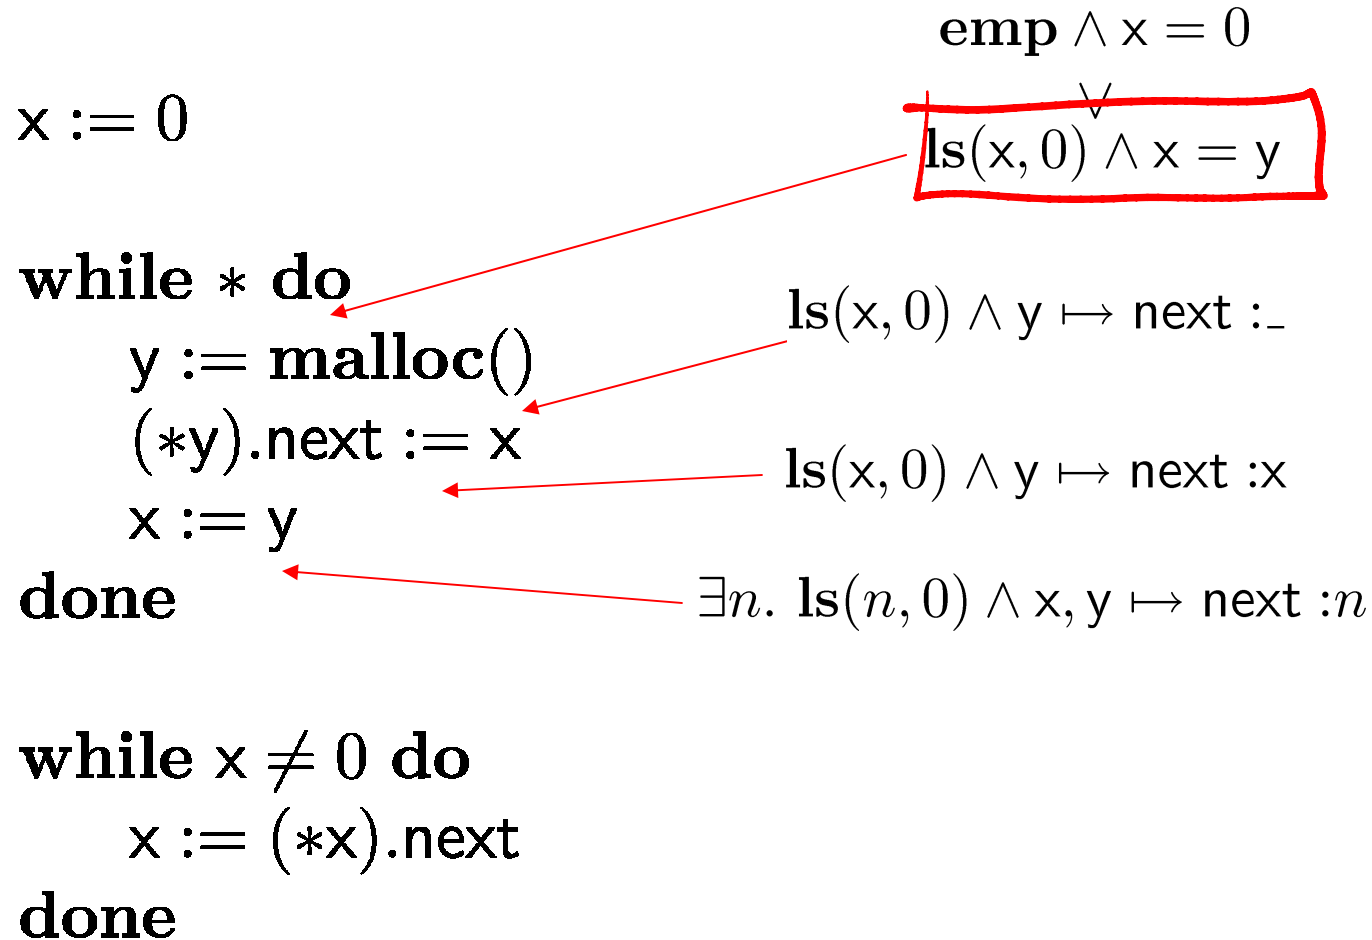 emp ∧ x = 0
∨
x := 0
ls(x, 0) ∧ x = y
while * do
ls(x, 0) ∧ y ↦ next :_
y := malloc()
(*y).next := x
ls(x, 0) ∧ y ↦ next :x
x := y
done
∃n. ls(n, 0) ∧ x, y ↦ next :n
while x ≠ 0 do
x := (*x).next
done